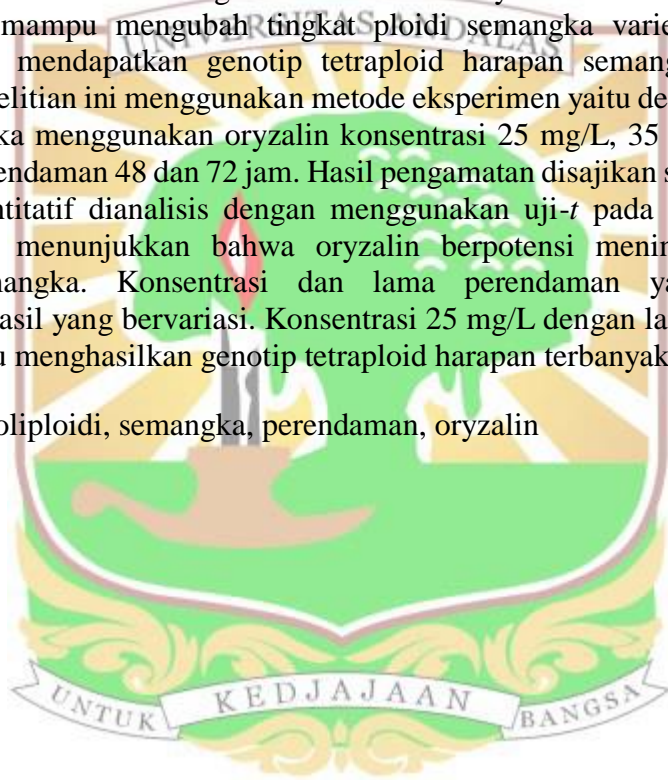 mampu mengubah tingkat ploidi semangka varie
UNIVERSITAS ANDALAS
mendapatkan genotip tetraploid harapan semang
elitian ini menggunakan metode eksperimen yaitu de
ka menggunakan oryzalin konsentrasi 25 mg/L, 35
endaman 48 dan 72 jam. Hasil pengamatan disajikan s
ntitatif dianalisis dengan menggunakan uji-t pada
menunjukkan bahwa oryzalin berpotensi menin
nangka. Konsentrasi dan lama perendaman ya
asil yang bervariasi. Konsentrasi 25 mg/L dengan la
u menghasilkan genotip tetraploid harapan terbanyak
oliploidi, semangka, perendaman, oryzalin
UNTUK KEDJAJAAN BANGSA